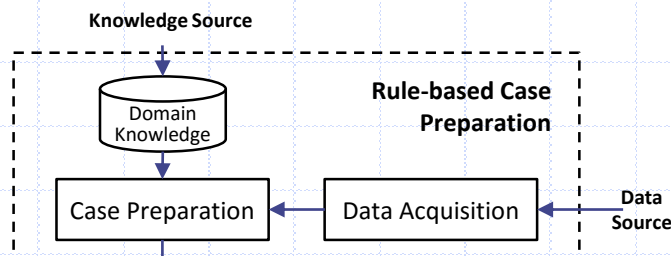 Knowledge Source
Rule-based Case
Preparation
Domain
Knowledge
Case Preparation
Data Acquisition
Data
Source